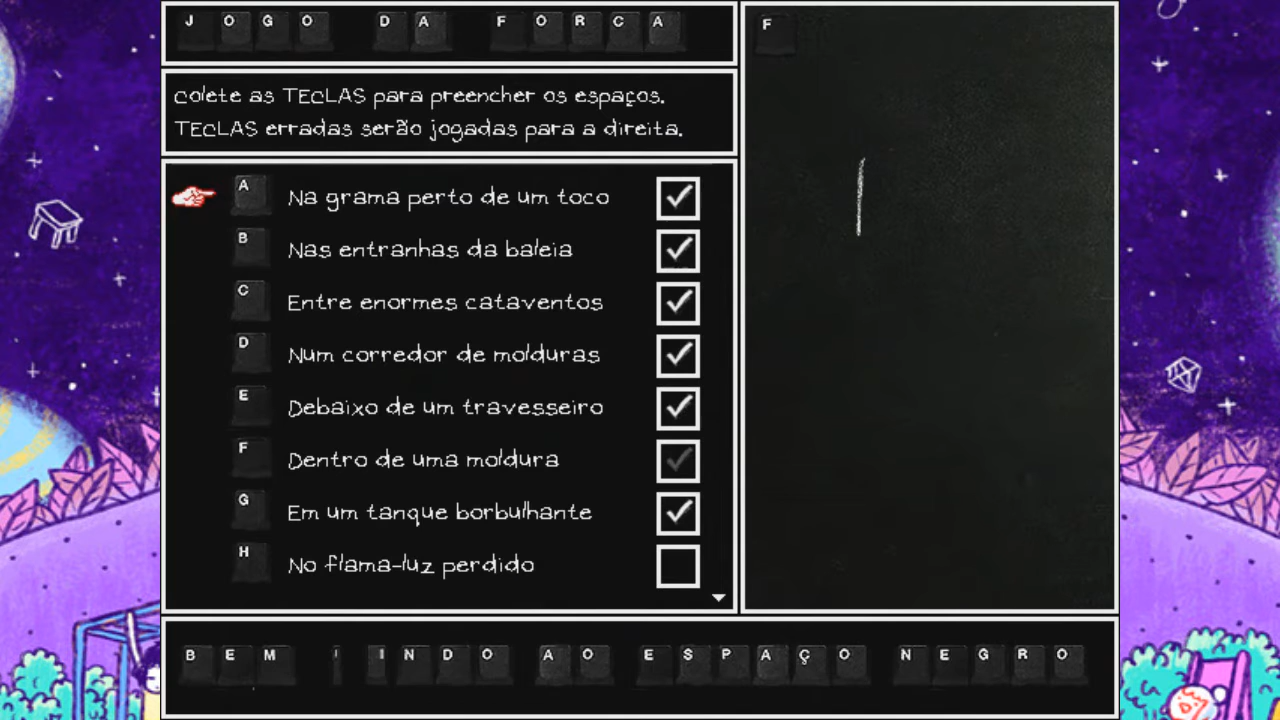 JOGO DA FORCA
F
colete as TECLAS para preencher os espaços.
TECLAS erradas serão jogadas para a direita.
A Na grama perto de um toco
B Nas entranhas da baleia
C Entre enormes cataventos
D Num corredor de molduras
E Debaixo de um travesseiro
F Dentro de uma moldura
G Em um tanque borbulhante
H No flama-luz perdido
BEM INDO AO ESPAÇO NEGRO